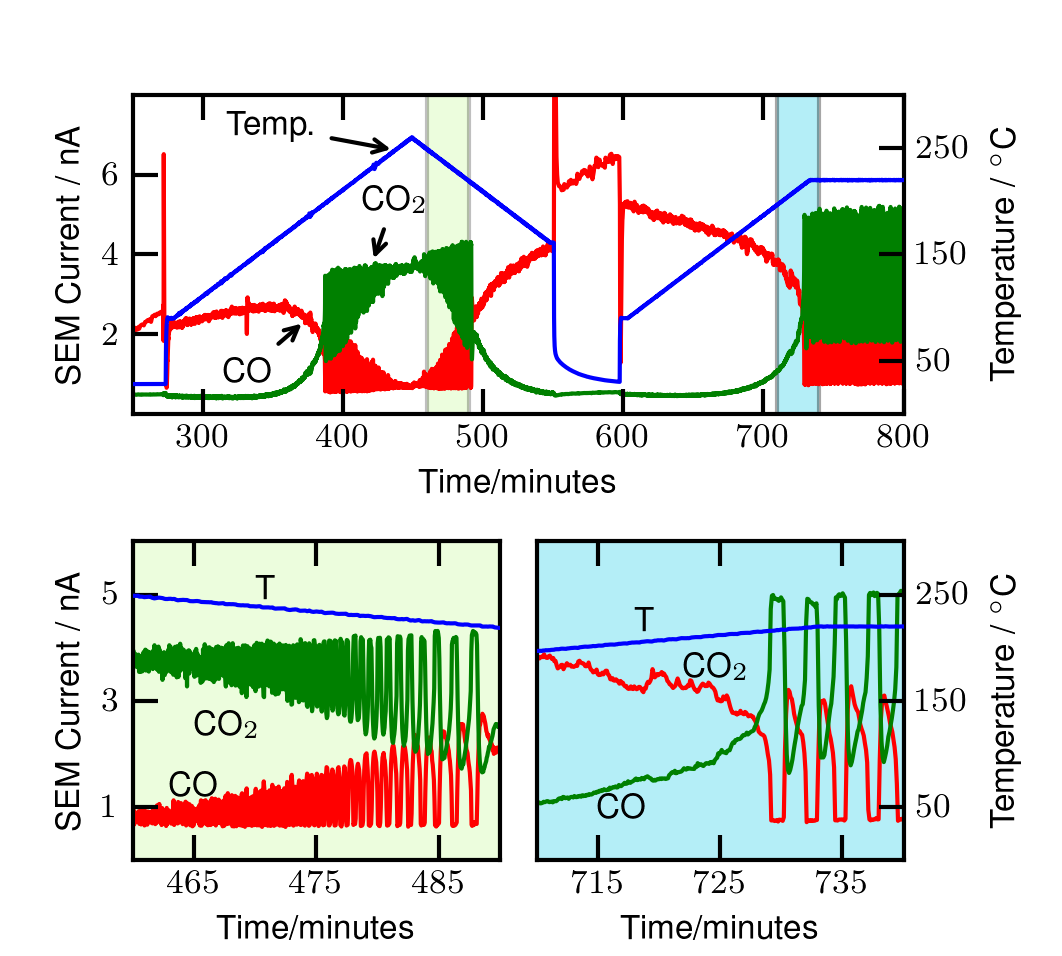 Temp.
CO₂
CO
SEM Current / nA
6
4
2
250
150
50
Temperature / °C
300 400 500 600 700 800
Time/minutes
T
CO₂
CO
SEM Current / nA
5
3
1
465 475 485
Time/minutes
T
CO₂
CO
250
150
50
Temperature / °C
715 725 735
Time/minutes